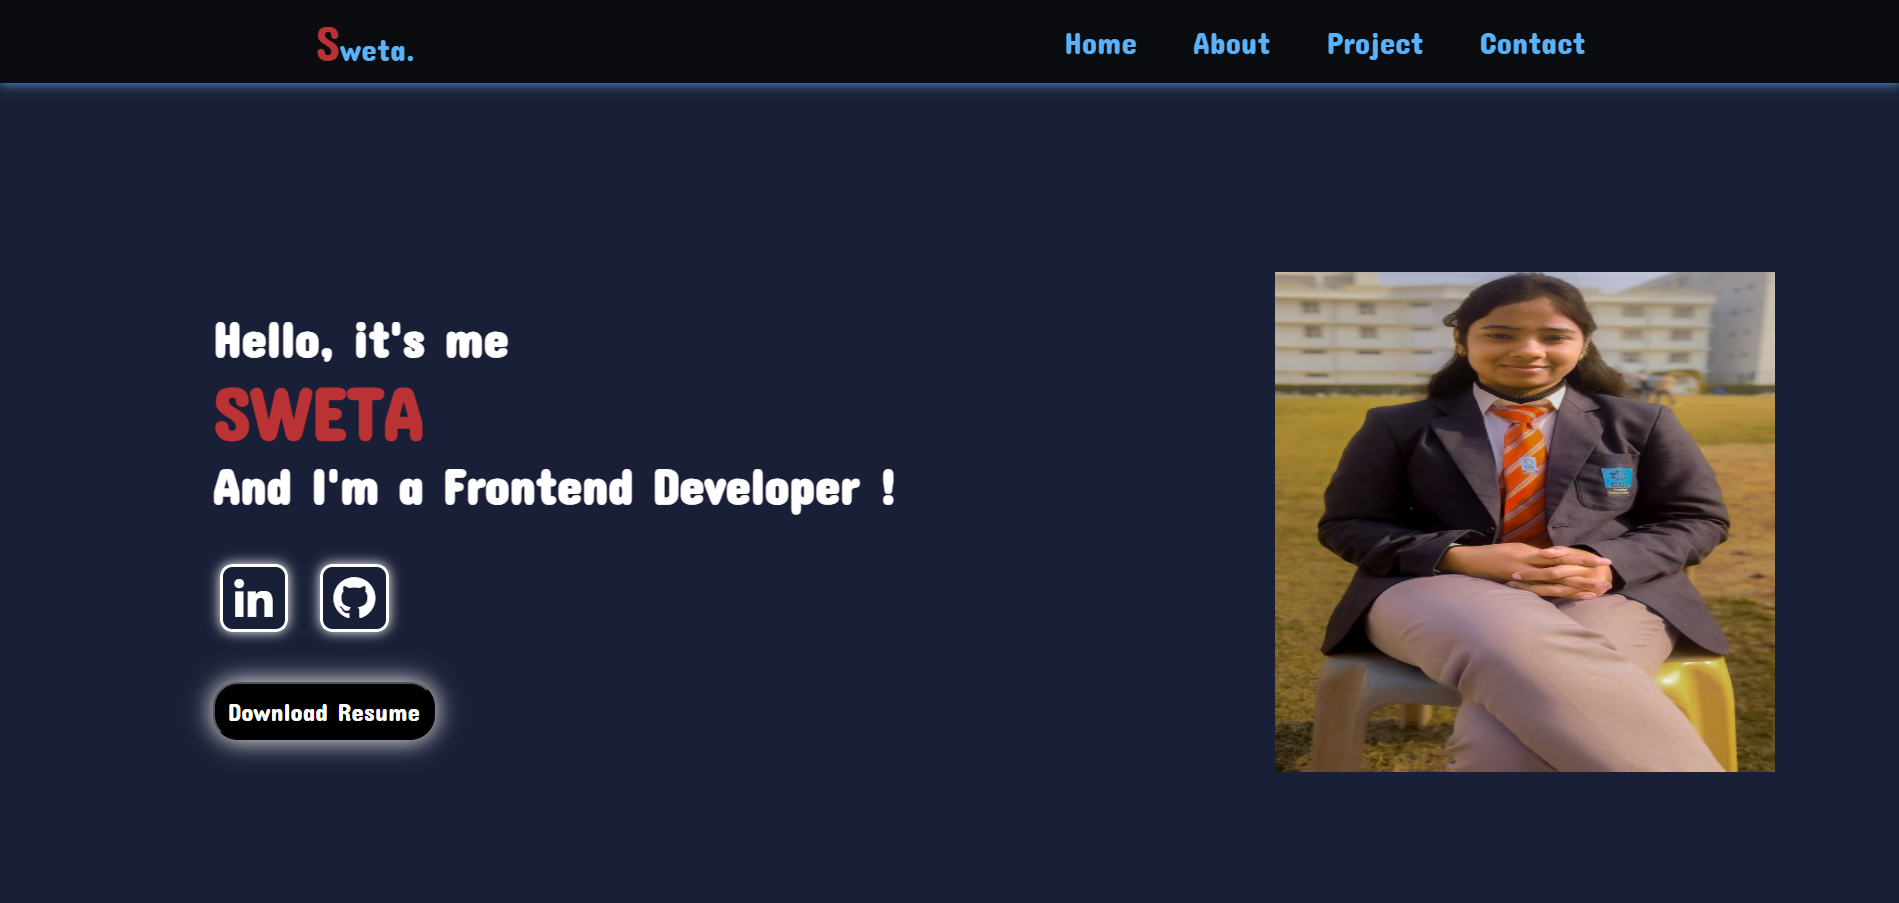 Sweta.
Home About Project Contact
Hello, it's me
SWETA
And I'm a Frontend Developer !
in
Download Resume